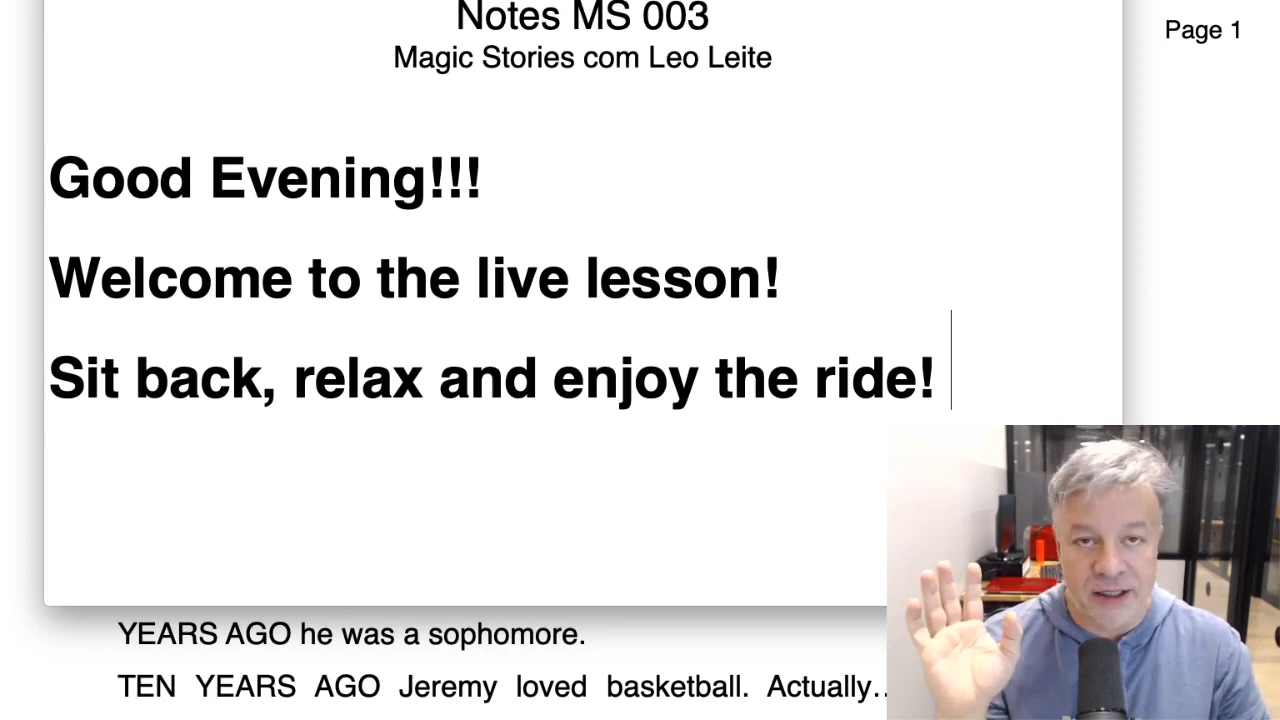 Notes MS 003
Page 1
Magic Stories com Leo Leite
Good Evening!!!
Welcome to the live lesson!
Sit back, relax and enjoy the ride!
YEARS AGO he was a sophomore.
TEN YEARS AGO Jeremy loved basketball. Actually..